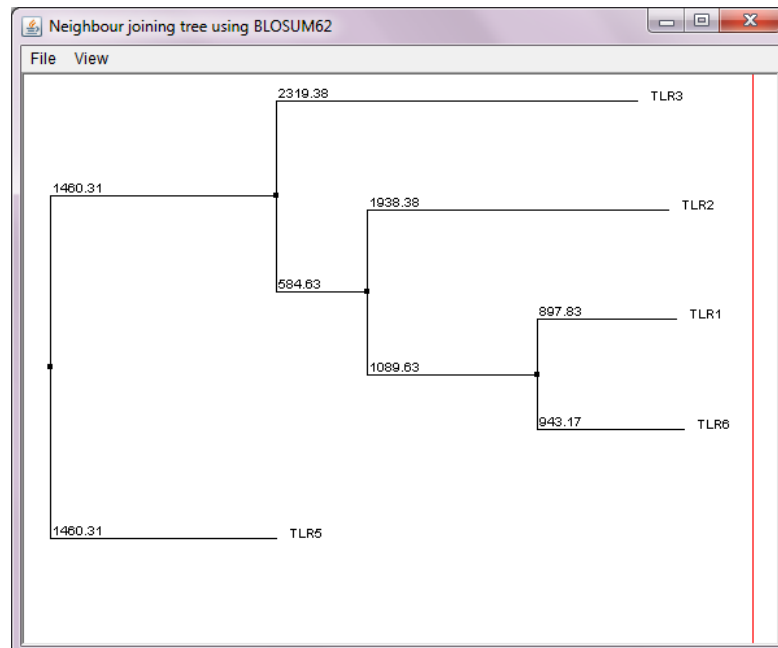 Neighbour joining tree using BLOSUM62
File View
2319.38
TLR3
1460.31
1938.38
TLR2
584.63
897.83
TLR1
1089.63
943.17
TLR6
1460.31
TLR5